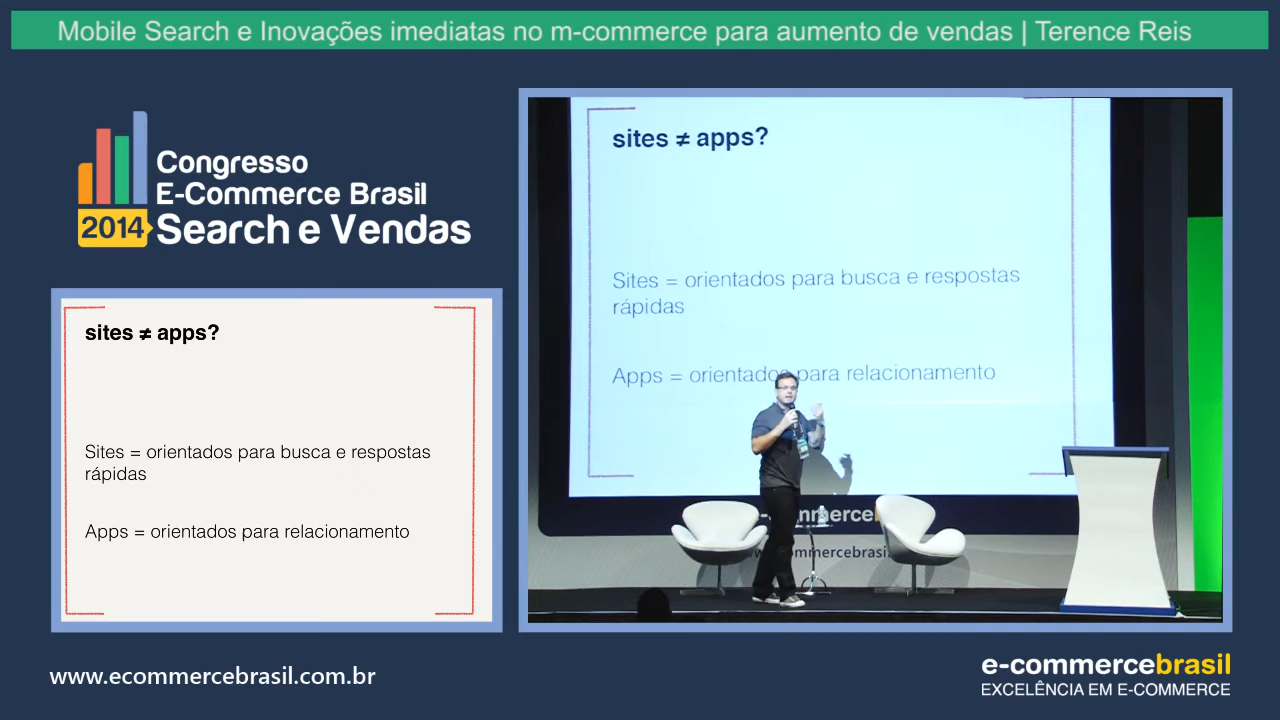 Mobile Search e Inovações imediatas no m-commerce para aumento de vendas | Terence Reis
Congresso
E-Commerce Brasil
2014 Search e Vendas
sites ≠ apps?
Sites = orientados para busca e respostas
rápidas
Apps = orientados para relacionamento
sites ≠ apps?
Sites = orientados para busca e respostas
rápidas
Apps = orientados para relacionamento
www.ecommercebrasil.com.br
e-commercebrasil
EXCELÊNCIA EM E-COMMERCE